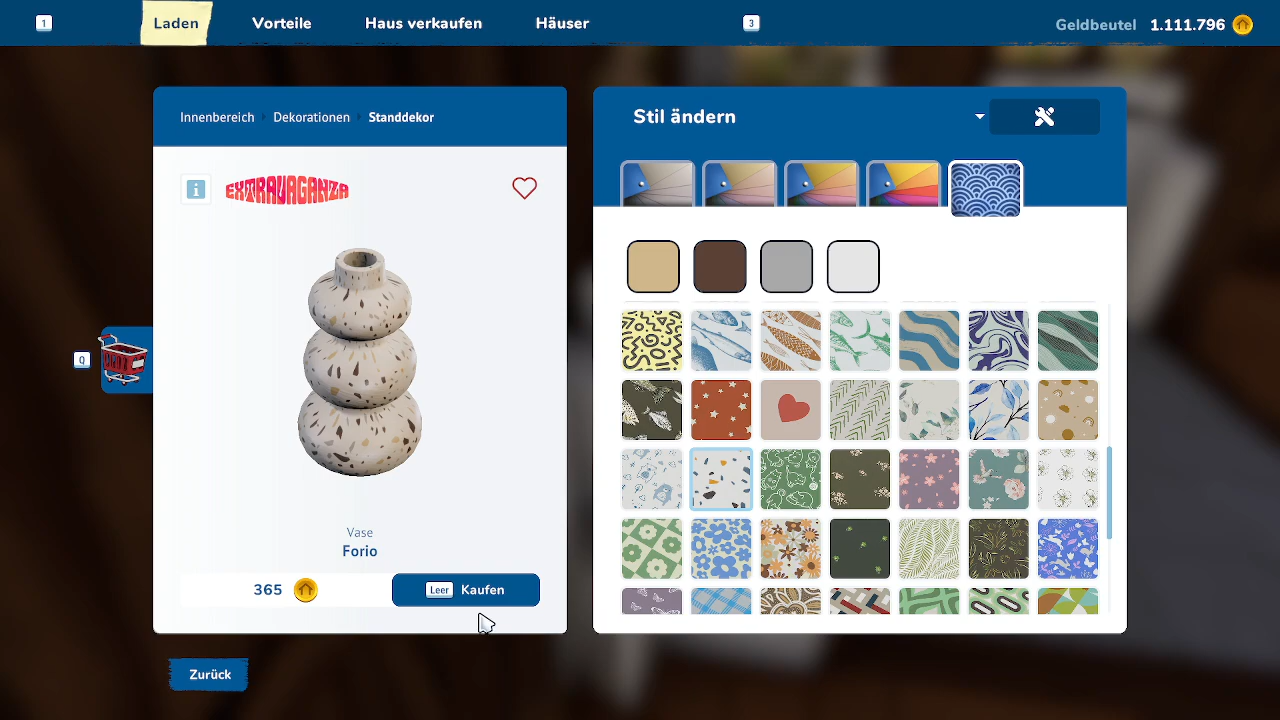 1 Laden Vorteile Haus verkaufen Häuser 3 Geldbeutel 1.111.796
Innenbereich Dekorationen Standdekor
Stil ändern
i EXTRAVAGANZA
Q
Vase
Forio
365 Leer Kaufen
Zurück